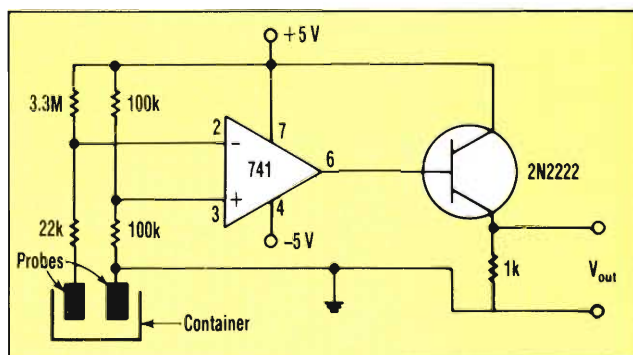 +5 V
3.3M
100k
2
-
7
741
6
2N2222
+
3
4
22k
100k
-5 V
Probes
1k
Vout
Container